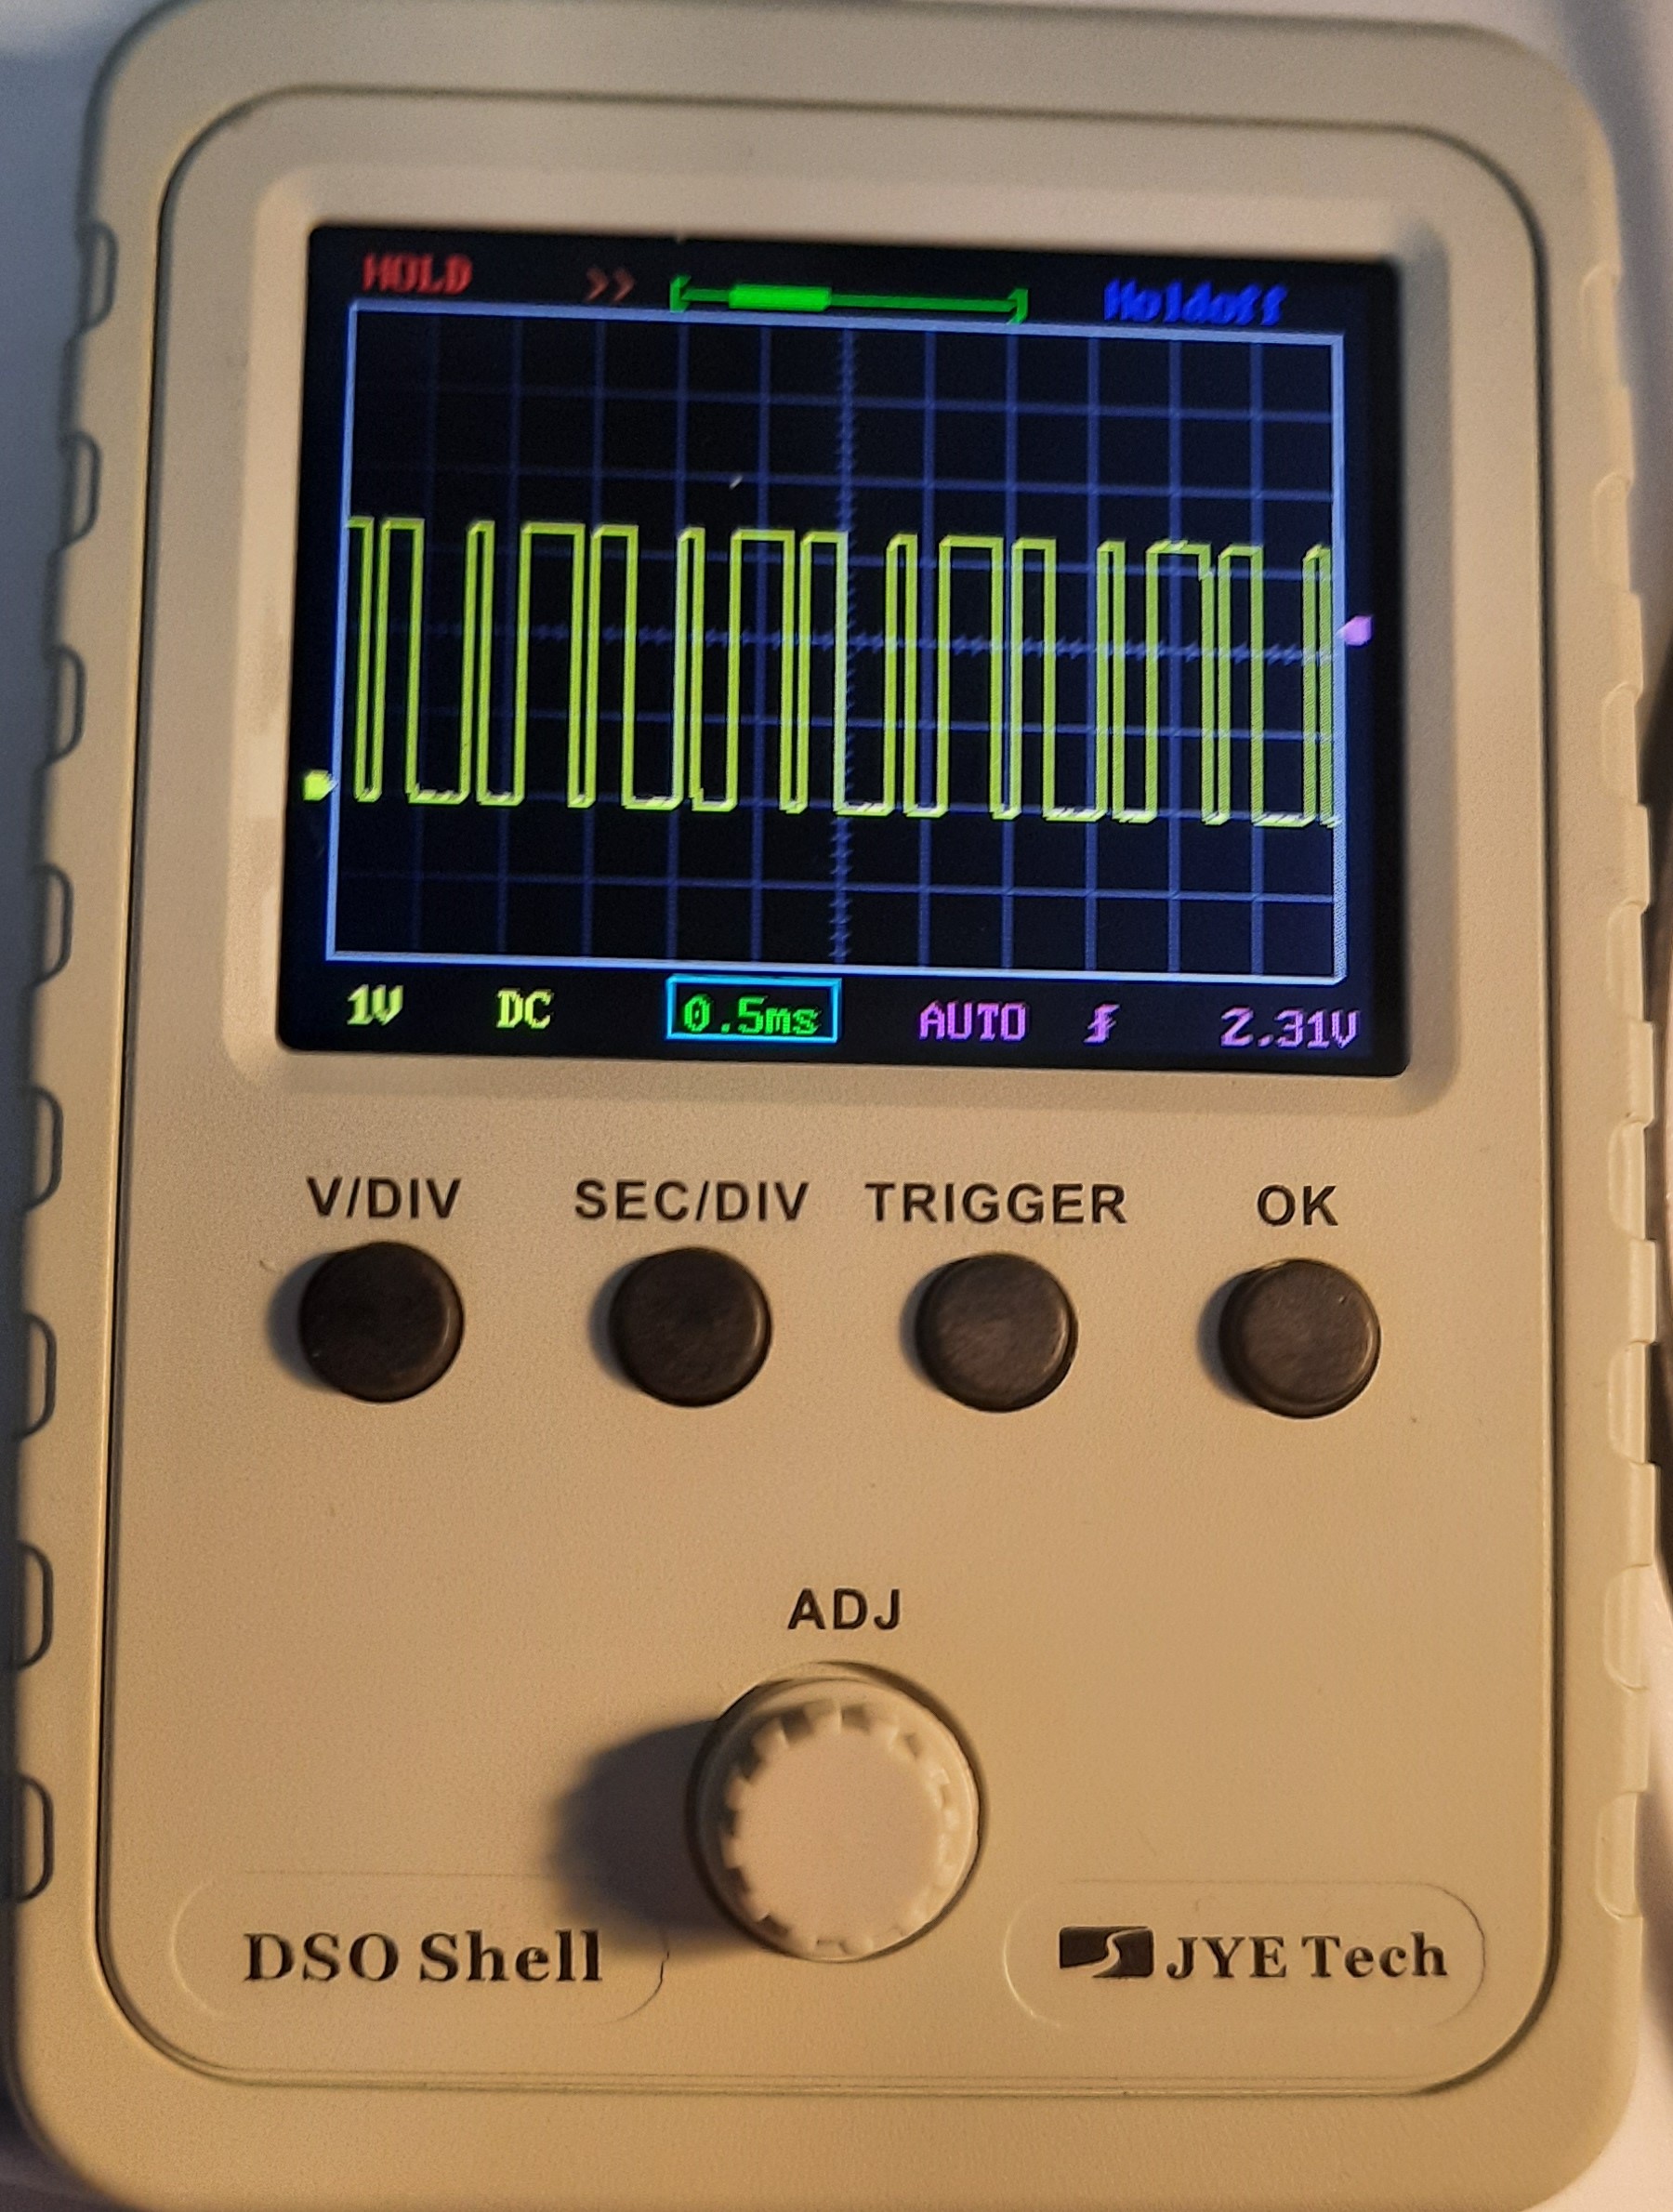 HOLD >> Holdoff
1V DC 0.5ms AUTO 2.31V
V/DIV SEC/DIV TRIGGER OK
ADJ
DSO Shell JYE Tech